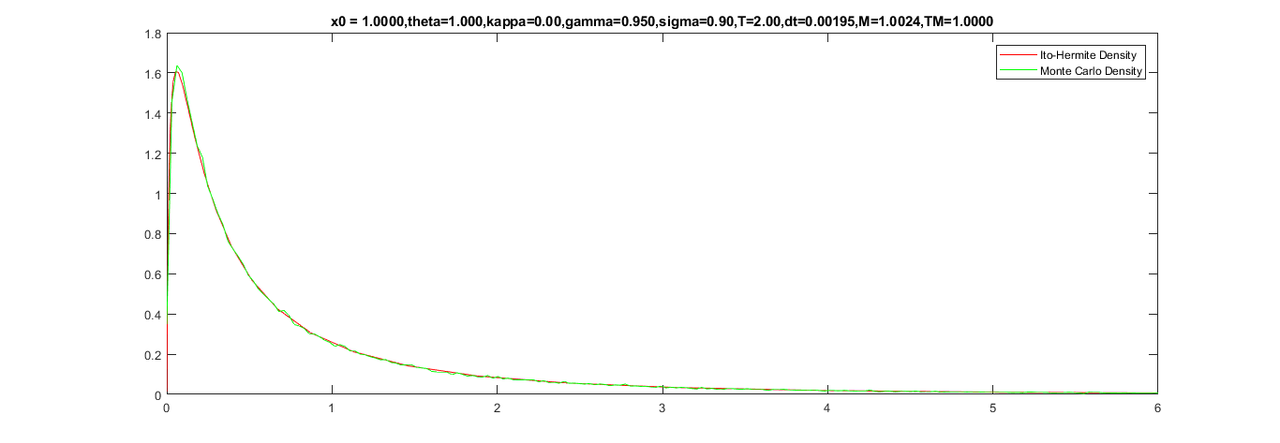 x0 = 1.0000,theta=1.000,kappa=0.00,gamma=0.950,sigma=0.90,T=2.00,dt=0.00195,M=1.0024,TM=1.0000
Ito-Hermite Density
Monte Carlo Density
1.8
1.6
1.4
1.2
1
0.8
0.6
0.4
0.2
0
0 1 2 3 4 5 6